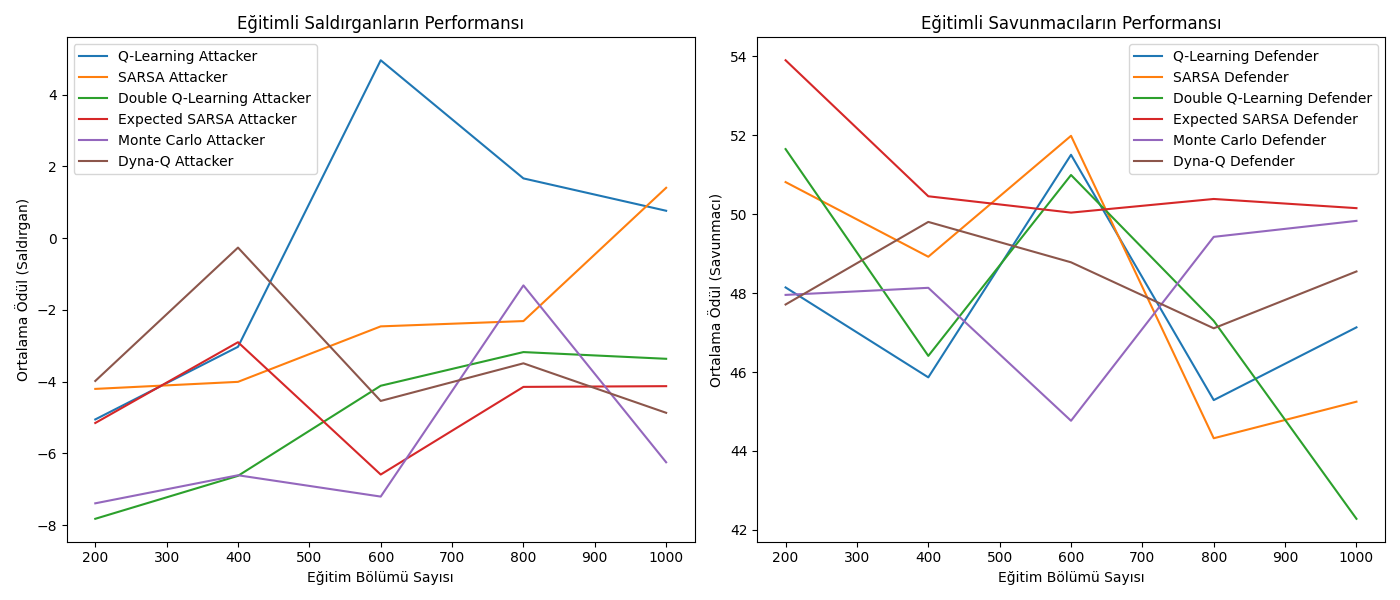 Eğitimli Saldırganların Performansı
Q-Learning Attacker
SARSA Attacker
Double Q-Learning Attacker
Expected SARSA Attacker
Monte Carlo Attacker
Dyna-Q Attacker
Ortalama Ödül (Saldırgan)
4
2
0
−2
−4
−6
−8
200 300 400 500 600 700 800 900 1000
Eğitim Bölümü Sayısı
Eğitimli Savunmacıların Performansı
Q-Learning Defender
SARSA Defender
Double Q-Learning Defender
Expected SARSA Defender
Monte Carlo Defender
Dyna-Q Defender
Ortalama Ödül (Savunmacı)
54
52
50
48
46
44
42
200 300 400 500 600 700 800 900 1000
Eğitim Bölümü Sayısı